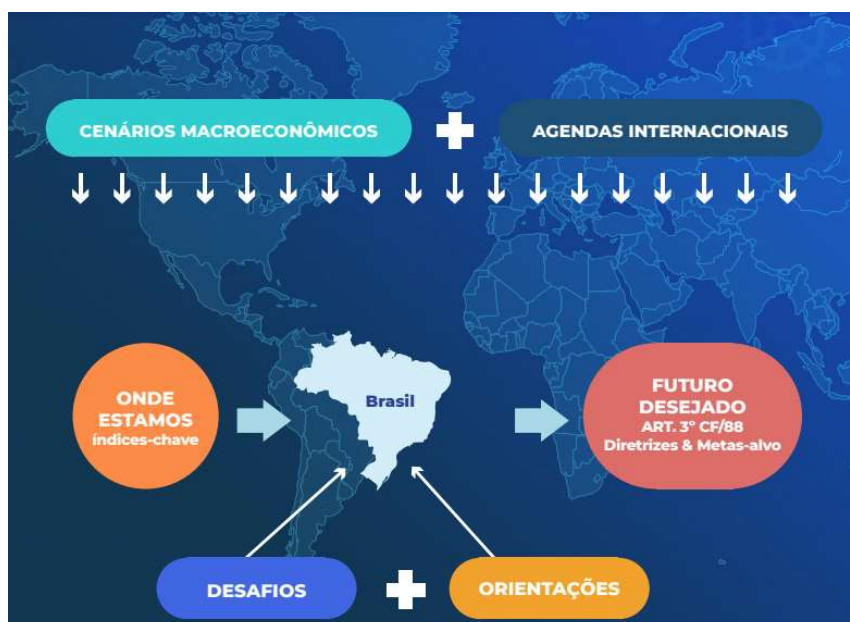 CENÁRIOS MACROECONÔMICOS
AGENDAS INTERNACIONAIS
ONDE
ESTAMOS
índices-chave
Brasil
FUTURO
DESEJADO
ART. 3º CF/88
Diretrizes & Metas-alvo
DESAFIOS
ORIENTAÇÕES